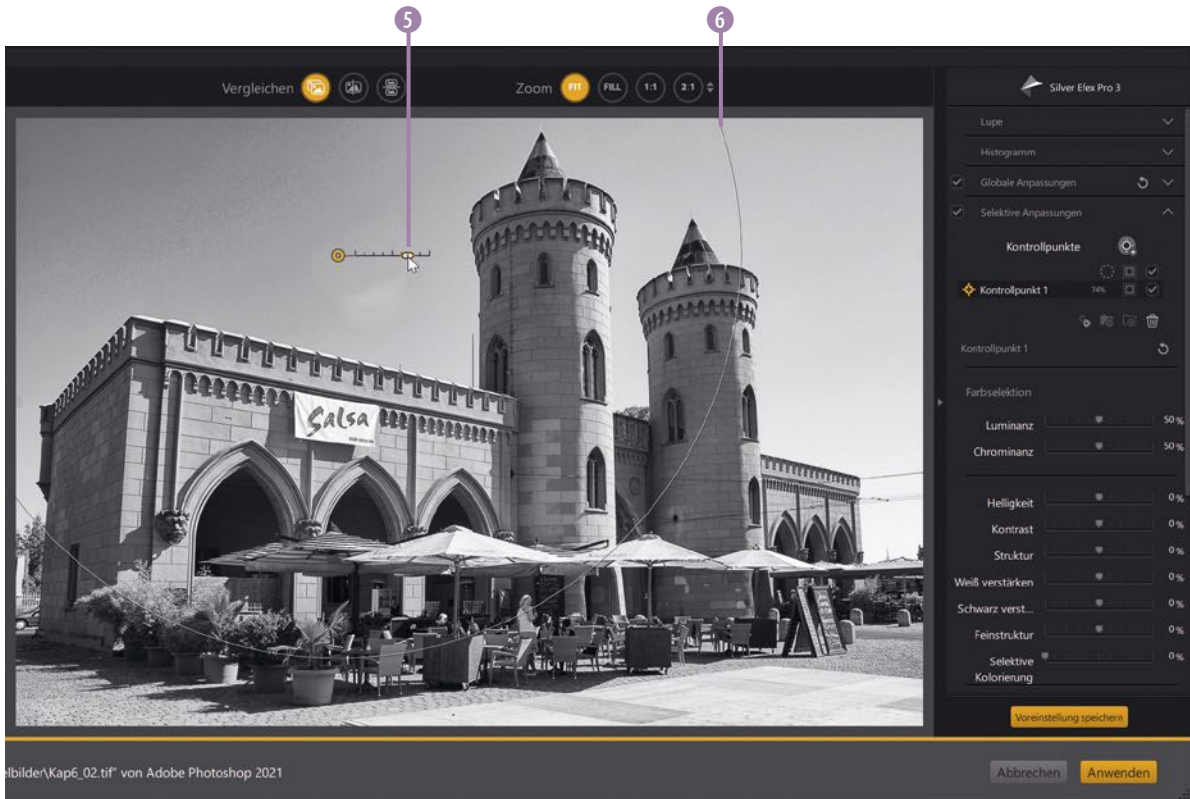 5 6
Vergleichen Zoom FIT FILL 1:1 2:1
Silver Efex Pro 3
Lupe
Histogramm
Globale Anpassungen
Selektive Anpassungen
Kontrollpunkte
Kontrollpunkt 1 74%
Kontrollpunkt 1
Farbselektion
Luminanz 50 %
Chrominanz 50 %
Helligkeit 0 %
Kontrast 0 %
Struktur 0 %
Weiß verstärken 0 %
Schwarz verst... 0 %
Feinstruktur 0 %
Selektive 0 %
Kolorierung
Voreinstellung speichern
Salsa
elbilder\Kap6_02.tif" von Adobe Photoshop 2021
Abbrechen Anwenden